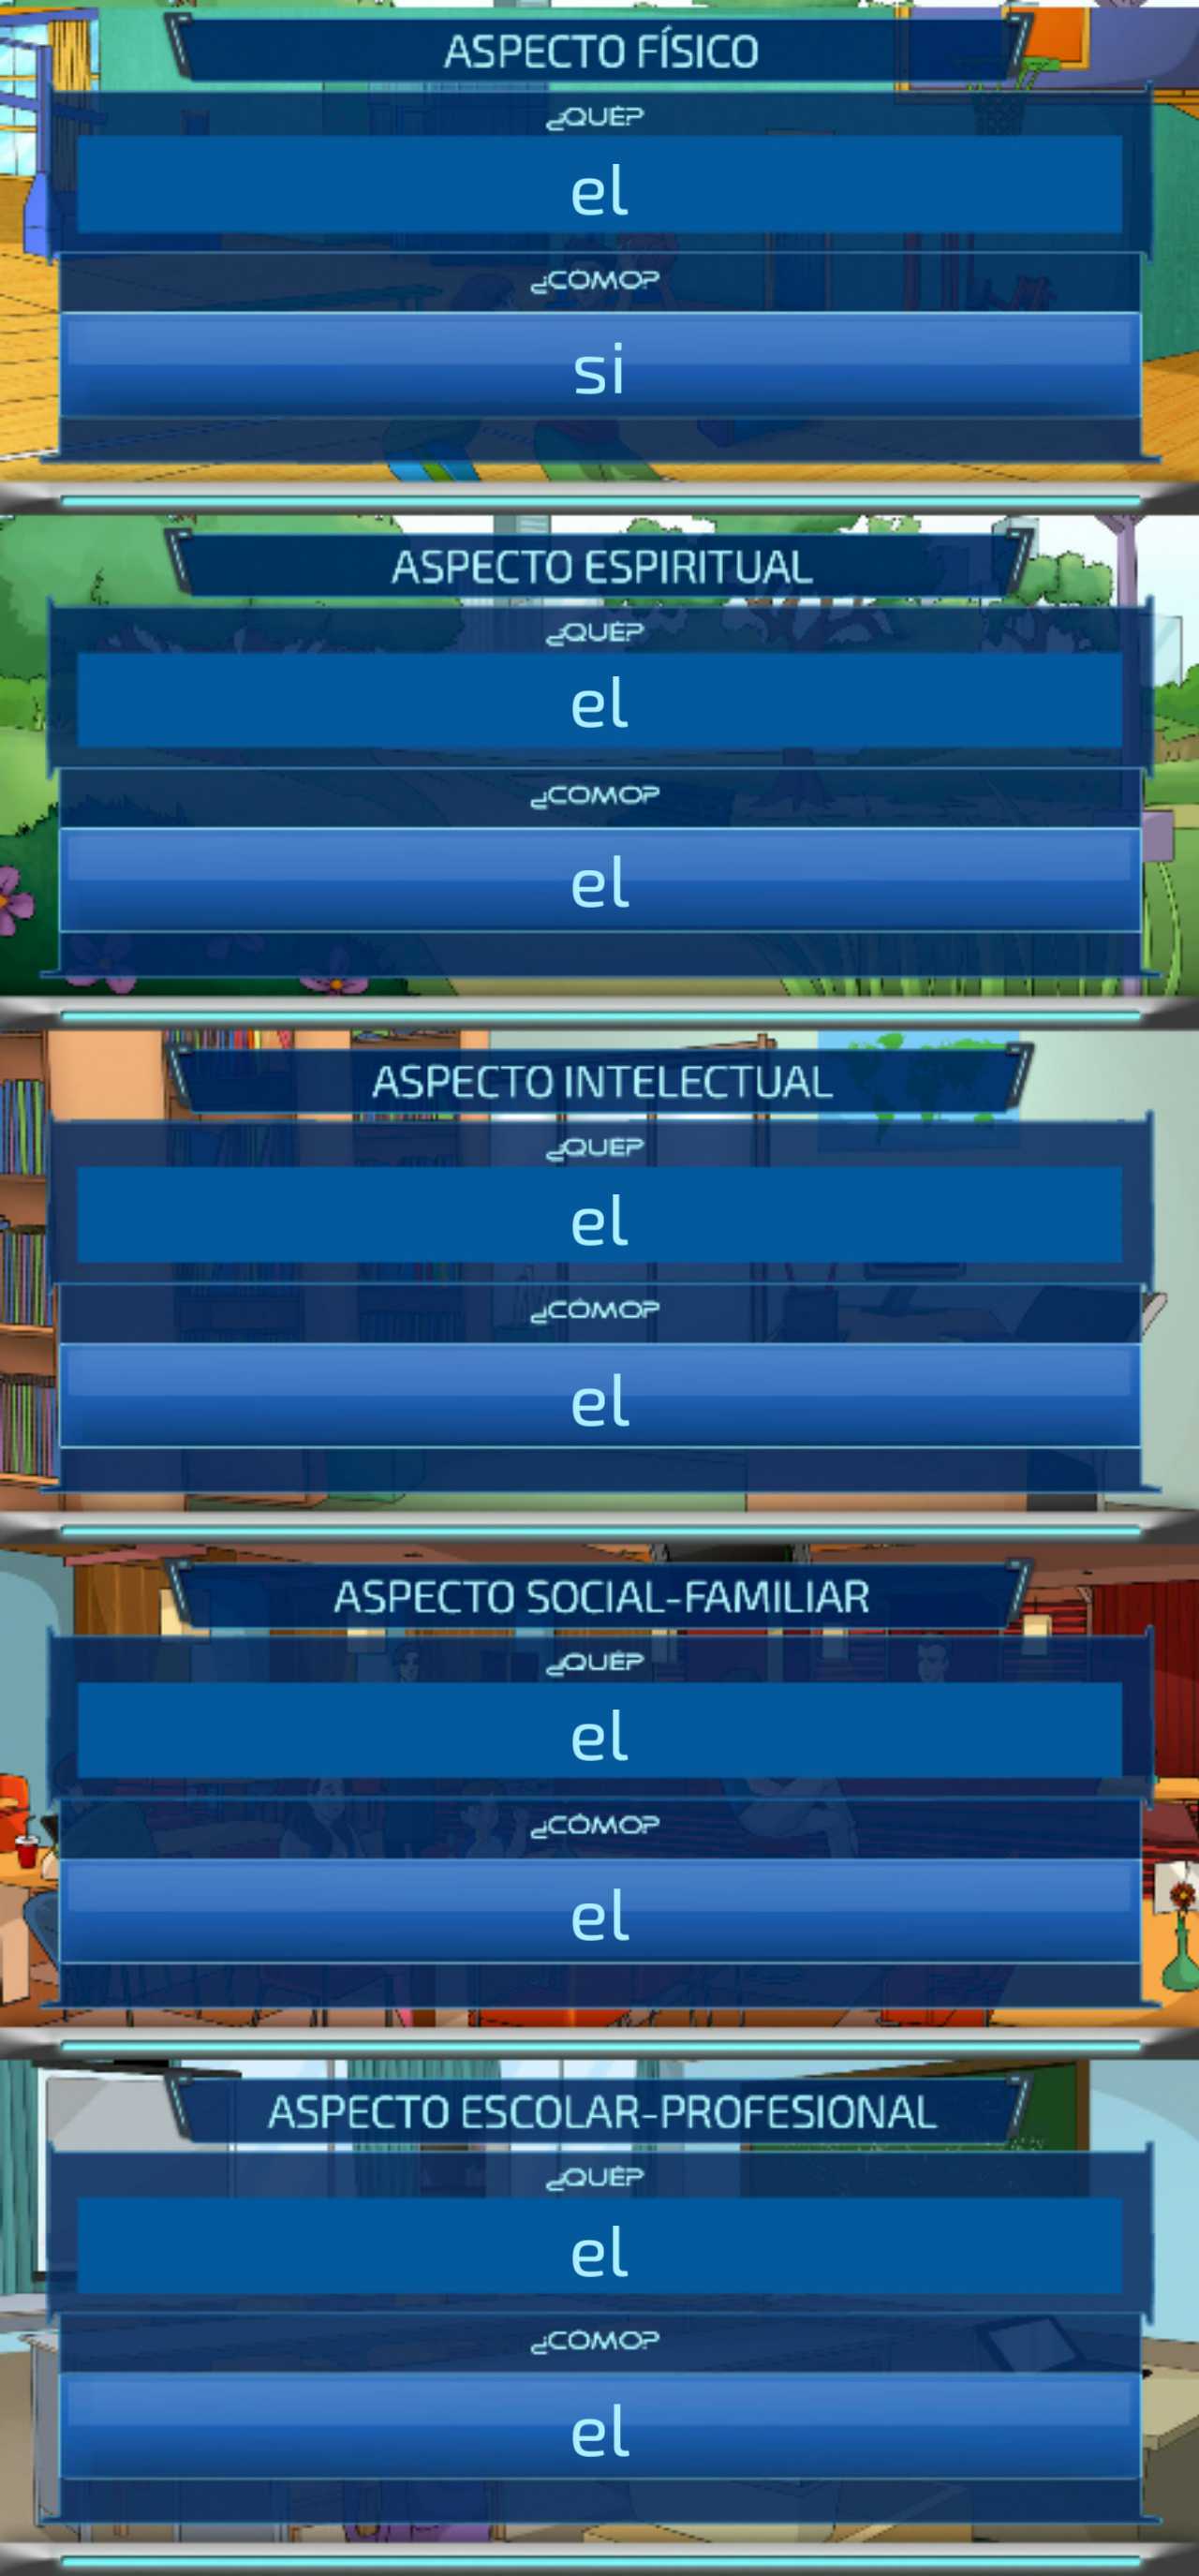 ASPECTO FÍSICO
¿QUÉ?
el
¿CÓMO?
si
ASPECTO ESPIRITUAL
¿QUÉ?
el
¿CÓMO?
el
ASPECTO INTELECTUAL
¿QUÉ?
el
¿CÓMO?
el
ASPECTO SOCIAL-FAMILIAR
¿QUÉ?
el
¿CÓMO?
el
ASPECTO ESCOLAR-PROFESIONAL
¿QUÉ?
el
¿CÓMO?
el